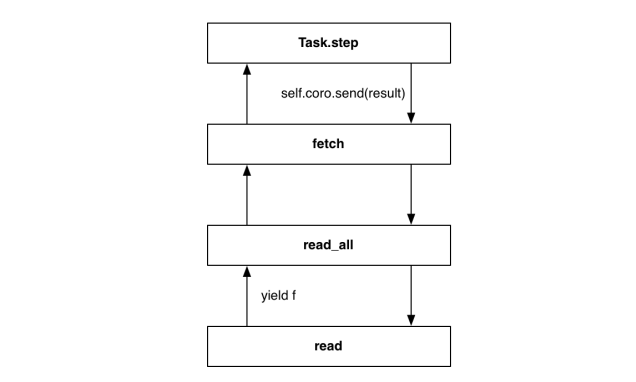 Task.step
self.coro.send(result)
fetch
read_all
yield f
read